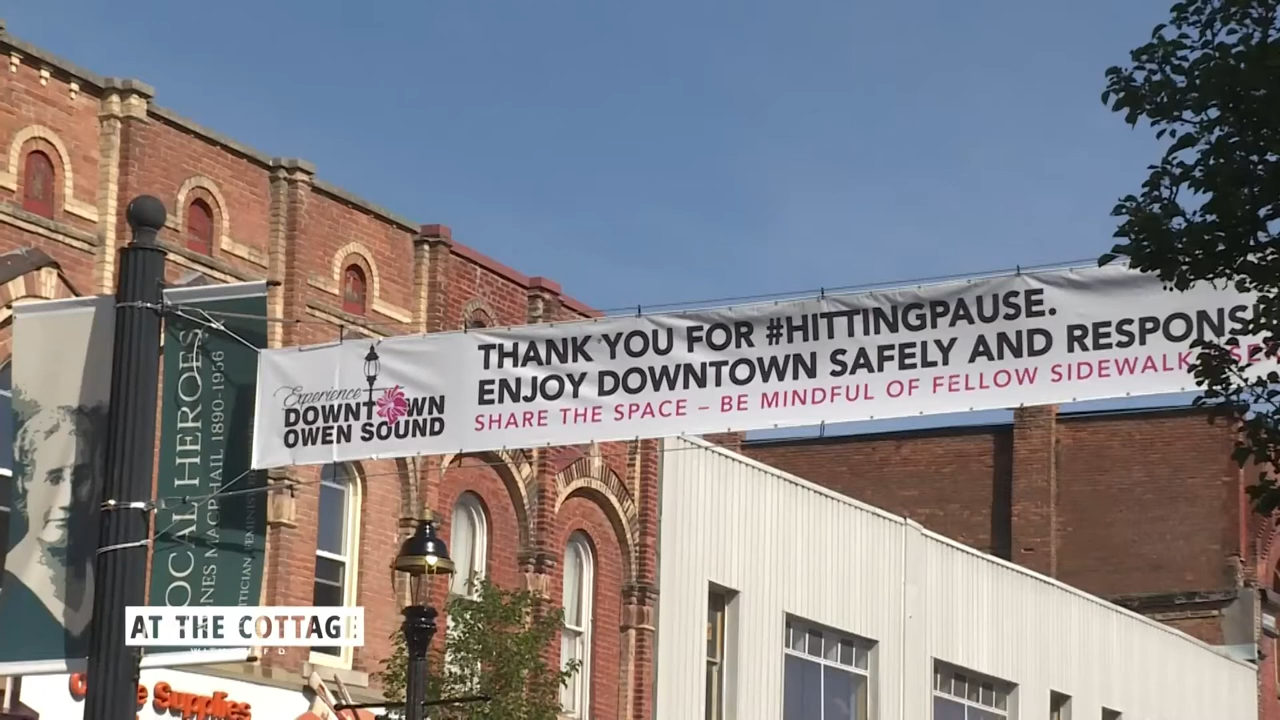 THANK YOU FOR #HITTINGPAUSE.
ENJOY DOWNTOWN SAFELY AND RESPONS
SHARE THE SPACE – BE MINDFUL OF FELLOW SIDEWALK
Experience
DOWNTOWN
OWEN SOUND
LOCAL HEROES
MACPHAIL 1890-1956
AT THE COTTAGE
Supplies